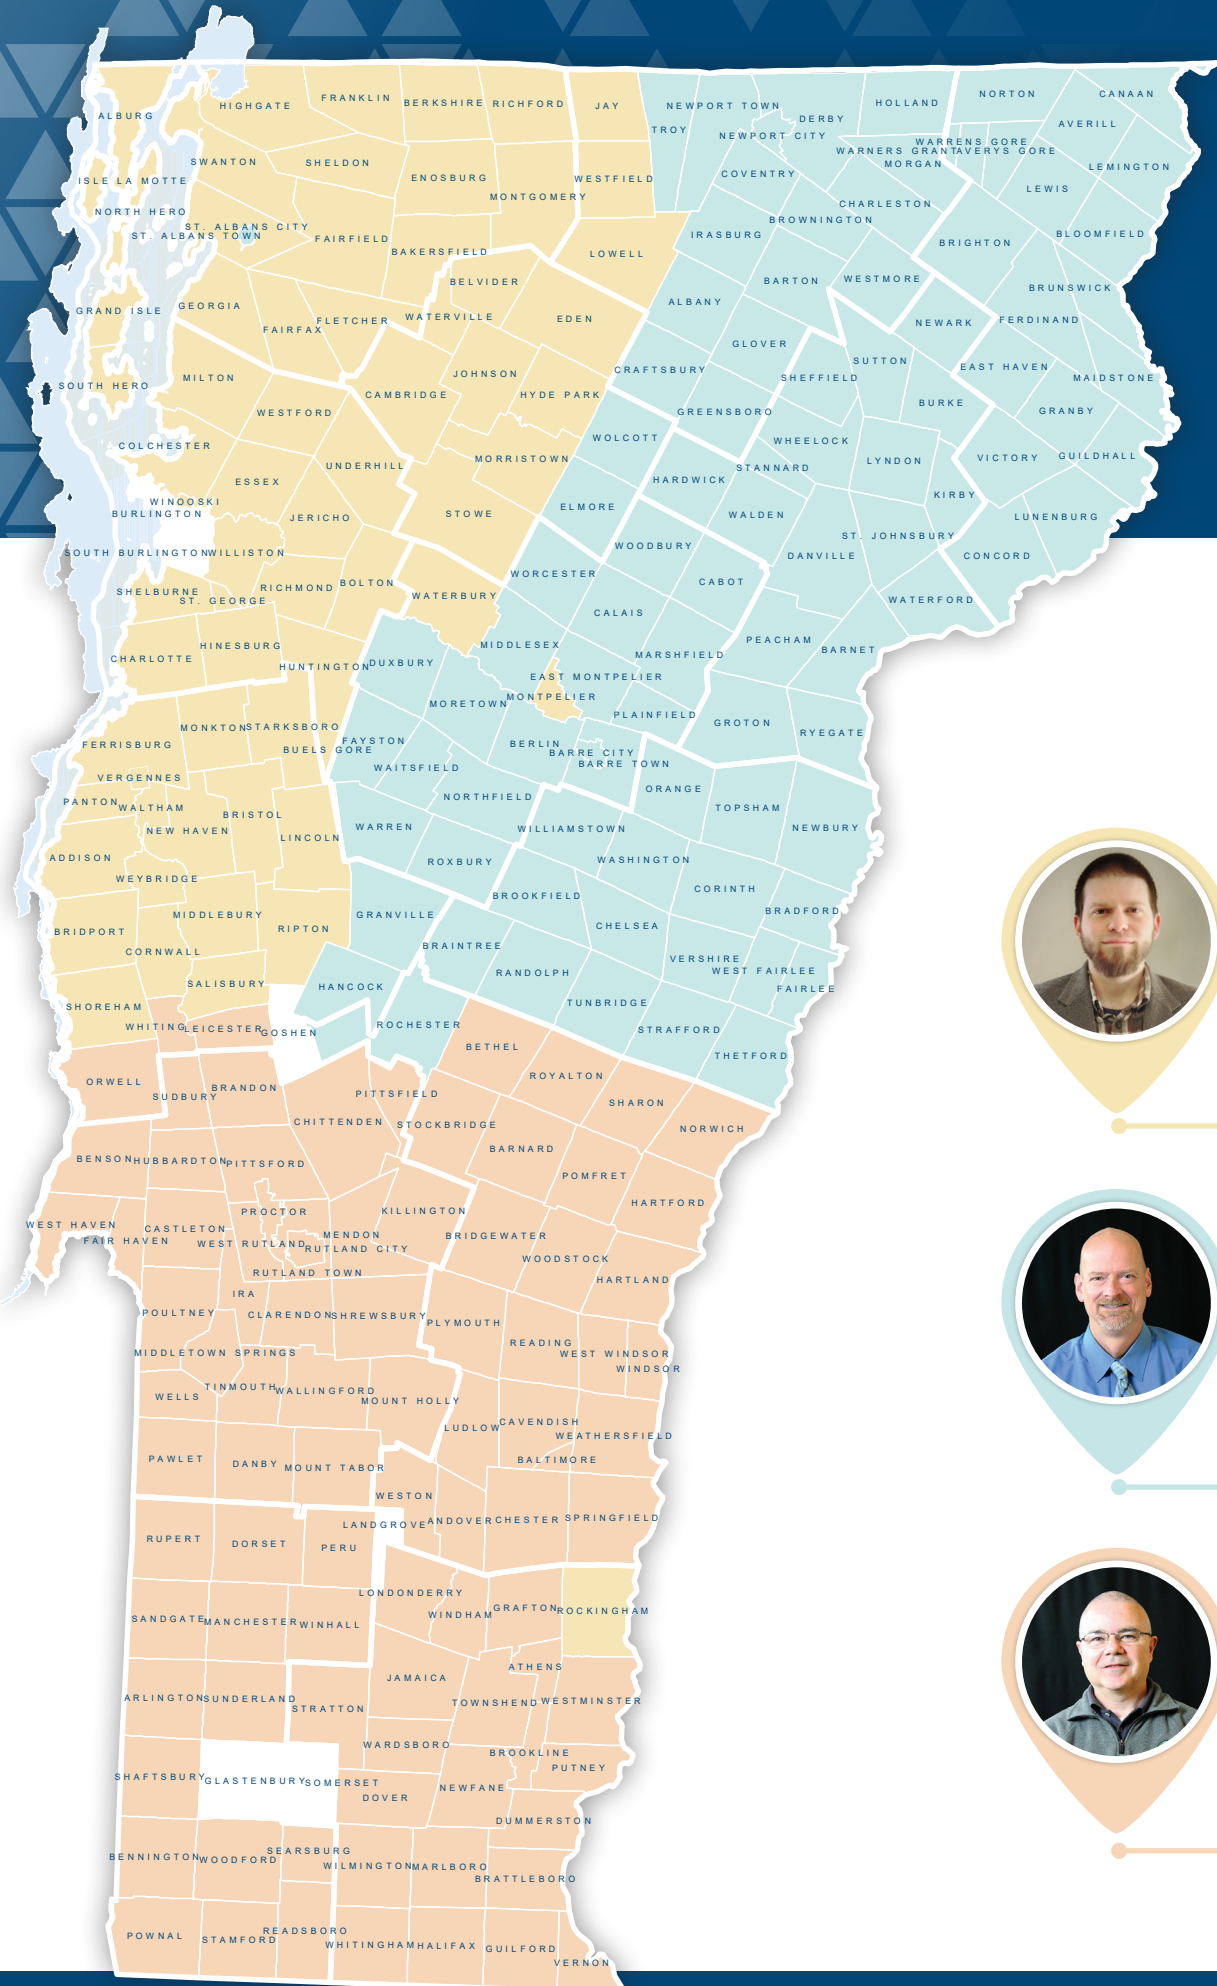 NORTON
CANAAN
FRANKLIN
HIGHGATE
BERKSHIRE
RICHFORD
JAY
NEWPORT TOWN
HOLLAND
ALBURG
DERBY
AVERILL
TROY
NEWPORT CITY
WARRENS GORE
WARNERS GRANT
AVERYS GORE
SWANTON
SHELDON
MORGAN
LEMINGTON
ISLE LA MOTTE
ENOSBURG
WESTFIELD
COVENTRY
LEWIS
MONTGOMERY
NORTH HERO
CHARLESTON
BROWNINGTON
ST. ALBANS CITY
ST. ALBANS TOWN
FAIRFIELD
IRASBURG
BRIGHTON
BLOOMFIELD
BAKERSFIELD
LOWELL
BELVIDER
BARTON
WESTMORE
BRUNSWICK
GRAND ISLE
GEORGIA
ALBANY
FLETCHER
WATERVILLE
EDEN
NEWARK
FERDINAND
FAIRFAX
GLOVER
SUTTON
EAST HAVEN
SOUTH HERO
MILTON
JOHNSON
CRAFTSBURY
SHEFFIELD
MAIDSTONE
CAMBRIDGE
HYDE PARK
BURKE
WESTFORD
GREENSBORO
GRANBY
COLCHESTER
WOLCOTT
WHEELOCK
UNDERHILL
MORRISTOWN
STANNARD
LYNDON
VICTORY
GUILDHALL
ESSEX
HARDWICK
KIRBY
WINOOSKI
BURLINGTON
JERICHO
STOWE
ELMORE
WALDEN
LUNENBURG
ST. JOHNSBURY
SOUTH BURLINGTON
WILLISTON
WOODBURY
DANVILLE
CONCORD
WORCESTER
SHELBURNE
RICHMOND
BOLTON
WATERBURY
CABOT
ST. GEORGE
WATERFORD
CALAIS
HINESBURG
MIDDLESEX
PEACHAM
CHARLOTTE
HUNTINGTON
DUXBURY
MARSHFIELD
BARNET
EAST MONTPELIER
MORETOWN
MONTPELIER
PLAINFIELD
GROTON
MONKTON
STARKSBORO
RYEGATE
FERRISBURG
BUELS GORE
FAYSTON
BERLIN
BARRE CITY
BARRE TOWN
VERGENNES
WAITSFIELD
PANTON
WALTHAM
NORTHFIELD
ORANGE
BRISTOL
TOPSHAM
NEW HAVEN
LINCOLN
WARREN
WILLIAMSTOWN
NEWBURY
ADDISON
ROXBURY
WASHINGTON
WEYBRIDGE
BROOKFIELD
CORINTH
MIDDLEBURY
GRANVILLE
BRADFORD
BRIDPORT
RIPTON
CHELSEA
CORNWALL
BRAINTREE
VERSHIRE
SALISBURY
HANCOCK
RANDOLPH
WEST FAIRLEE
FAIRLEE
SHOREHAM
TUNBRIDGE
WHITING
LEICESTER
GOSHEN
ROCHESTER
STRAFFORD
BETHEL
THETFORD
ORWELL
SUDBURY
BRANDON
PITTSFIELD
ROYALTON
SHARON
CHITTENDEN
STOCKBRIDGE
NORWICH
BENSON
HUBBARDTON
PITTSFORD
BARNARD
POMFRET
HARTFORD
PROCTOR
KILLINGTON
WEST HAVEN
CASTLETON
MENDON
BRIDGEWATER
FAIR HAVEN
WEST RUTLAND
RUTLAND CITY
WOODSTOCK
RUTLAND TOWN
HARTLAND
IRA
POULTNEY
CLARENDON
SHREWSBURY
PLYMOUTH
READING
MIDDLETOWN SPRINGS
WEST WINDSOR
WINDSOR
WELLS
TINMOUTH
WALLINGFORD
MOUNT HOLLY
LUDLOW
CAVENDISH
WEATHERSFIELD
PAWLET
DANBY
MOUNT TABOR
BALTIMORE
WESTON
LANDGROVE
ANDOVER
CHESTER
SPRINGFIELD
RUPERT
DORSET
PERU
LONDONDERRY
SANDGATE
MANCHESTER
WINHALL
WINDHAM
GRAFTON
ROCKINGHAM
JAMAICA
ATHENS
ARLINGTON
SUNDERLAND
STRATTON
TOWNSHEND
WESTMINSTER
WARDSBORO
BROOKLINE
PUTNEY
SHAFTSBURY
GLASTENBURY
SOMERSET
DOVER
NEWFANE
DUMMERSTON
BENNINGTON
WOODFORD
SEARSBURG
WILMINGTON
MARLBORO
BRATTLEBORO
POWNAL
STAMFORD
READSBORO
WHITINGHAM
HALIFAX
GUILFORD
VERNON